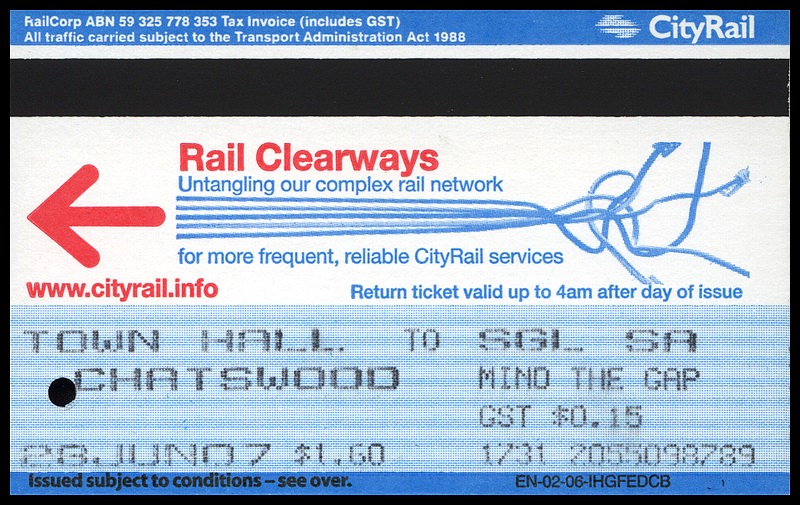 RailCorp ABN 59 325 778 353 Tax Invoice (includes GST)
All traffic carried subject to the Transport Administration Act 1988
CityRail
Rail Clearways
Untangling our complex rail network
for more frequent, reliable CityRail services
www.cityrail.info
Return ticket valid up to 4am after day of issue
TOWN HALL TO SGL SA
CHATSWOOD MIND THE GAP
GST $0.15
28JUN07 $1.60 1731 2055098789
Issued subject to conditions – see over.
EN-02-06-IHGFEDCB